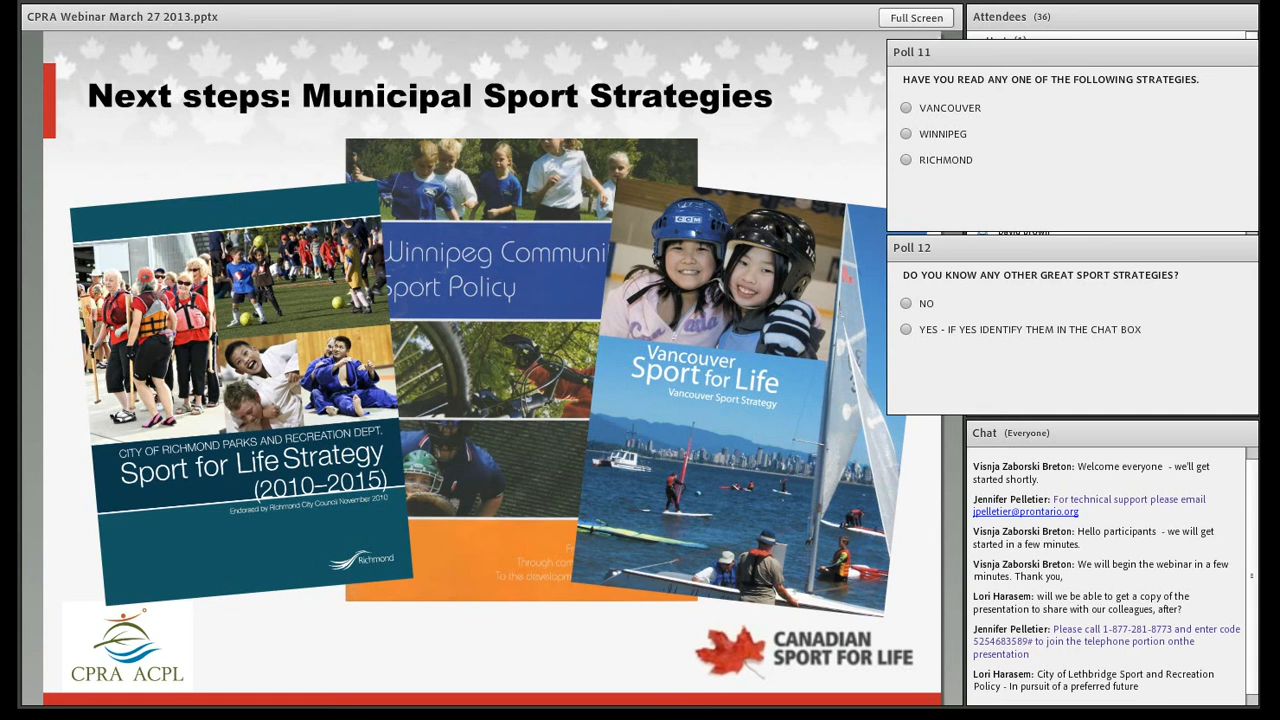 CPRA Webinar March 27 2013.pptx
Full Screen
Next steps: Municipal Sport Strategies
CITY OF RICHMOND PARKS AND RECREATION DEPT.
Sport for Life Strategy
(2010–2015)
Endorsed by Richmond City Council November 2010
Richmond
Winnipeg Communi
Sport Policy
Through com
To the developm
CCM
Canada
Vancouver
Sport for Life
Vancouver Sport Strategy
CPRA ACPL
CANADIAN
SPORT FOR LIFE
Attendees (36)
Poll 11
HAVE YOU READ ANY ONE OF THE FOLLOWING STRATEGIES.
VANCOUVER
WINNIPEG
RICHMOND
Poll 12
DO YOU KNOW ANY OTHER GREAT SPORT STRATEGIES?
NO
YES - IF YES IDENTIFY THEM IN THE CHAT BOX
Chat (Everyone)
Visnja Zaborski Breton: Welcome everyone - we'll get
started shortly.
Jennifer Pelletier: For technical support please email
jpelletier@prontario.org
Visnja Zaborski Breton: Hello participants - we will get
started in a few minutes.
Visnja Zaborski Breton: We will begin the webinar in a few
minutes. Thank you,
Lori Harasem: will we be able to get a copy of the
presentation to share with our colleagues, after?
Jennifer Pelletier: Please call 1-877-281-8773 and enter code
5254683589# to join the telephone portion onthe
presentation
Lori Harasem: City of Lethbridge Sport and Recreation
Policy - In pursuit of a preferred future